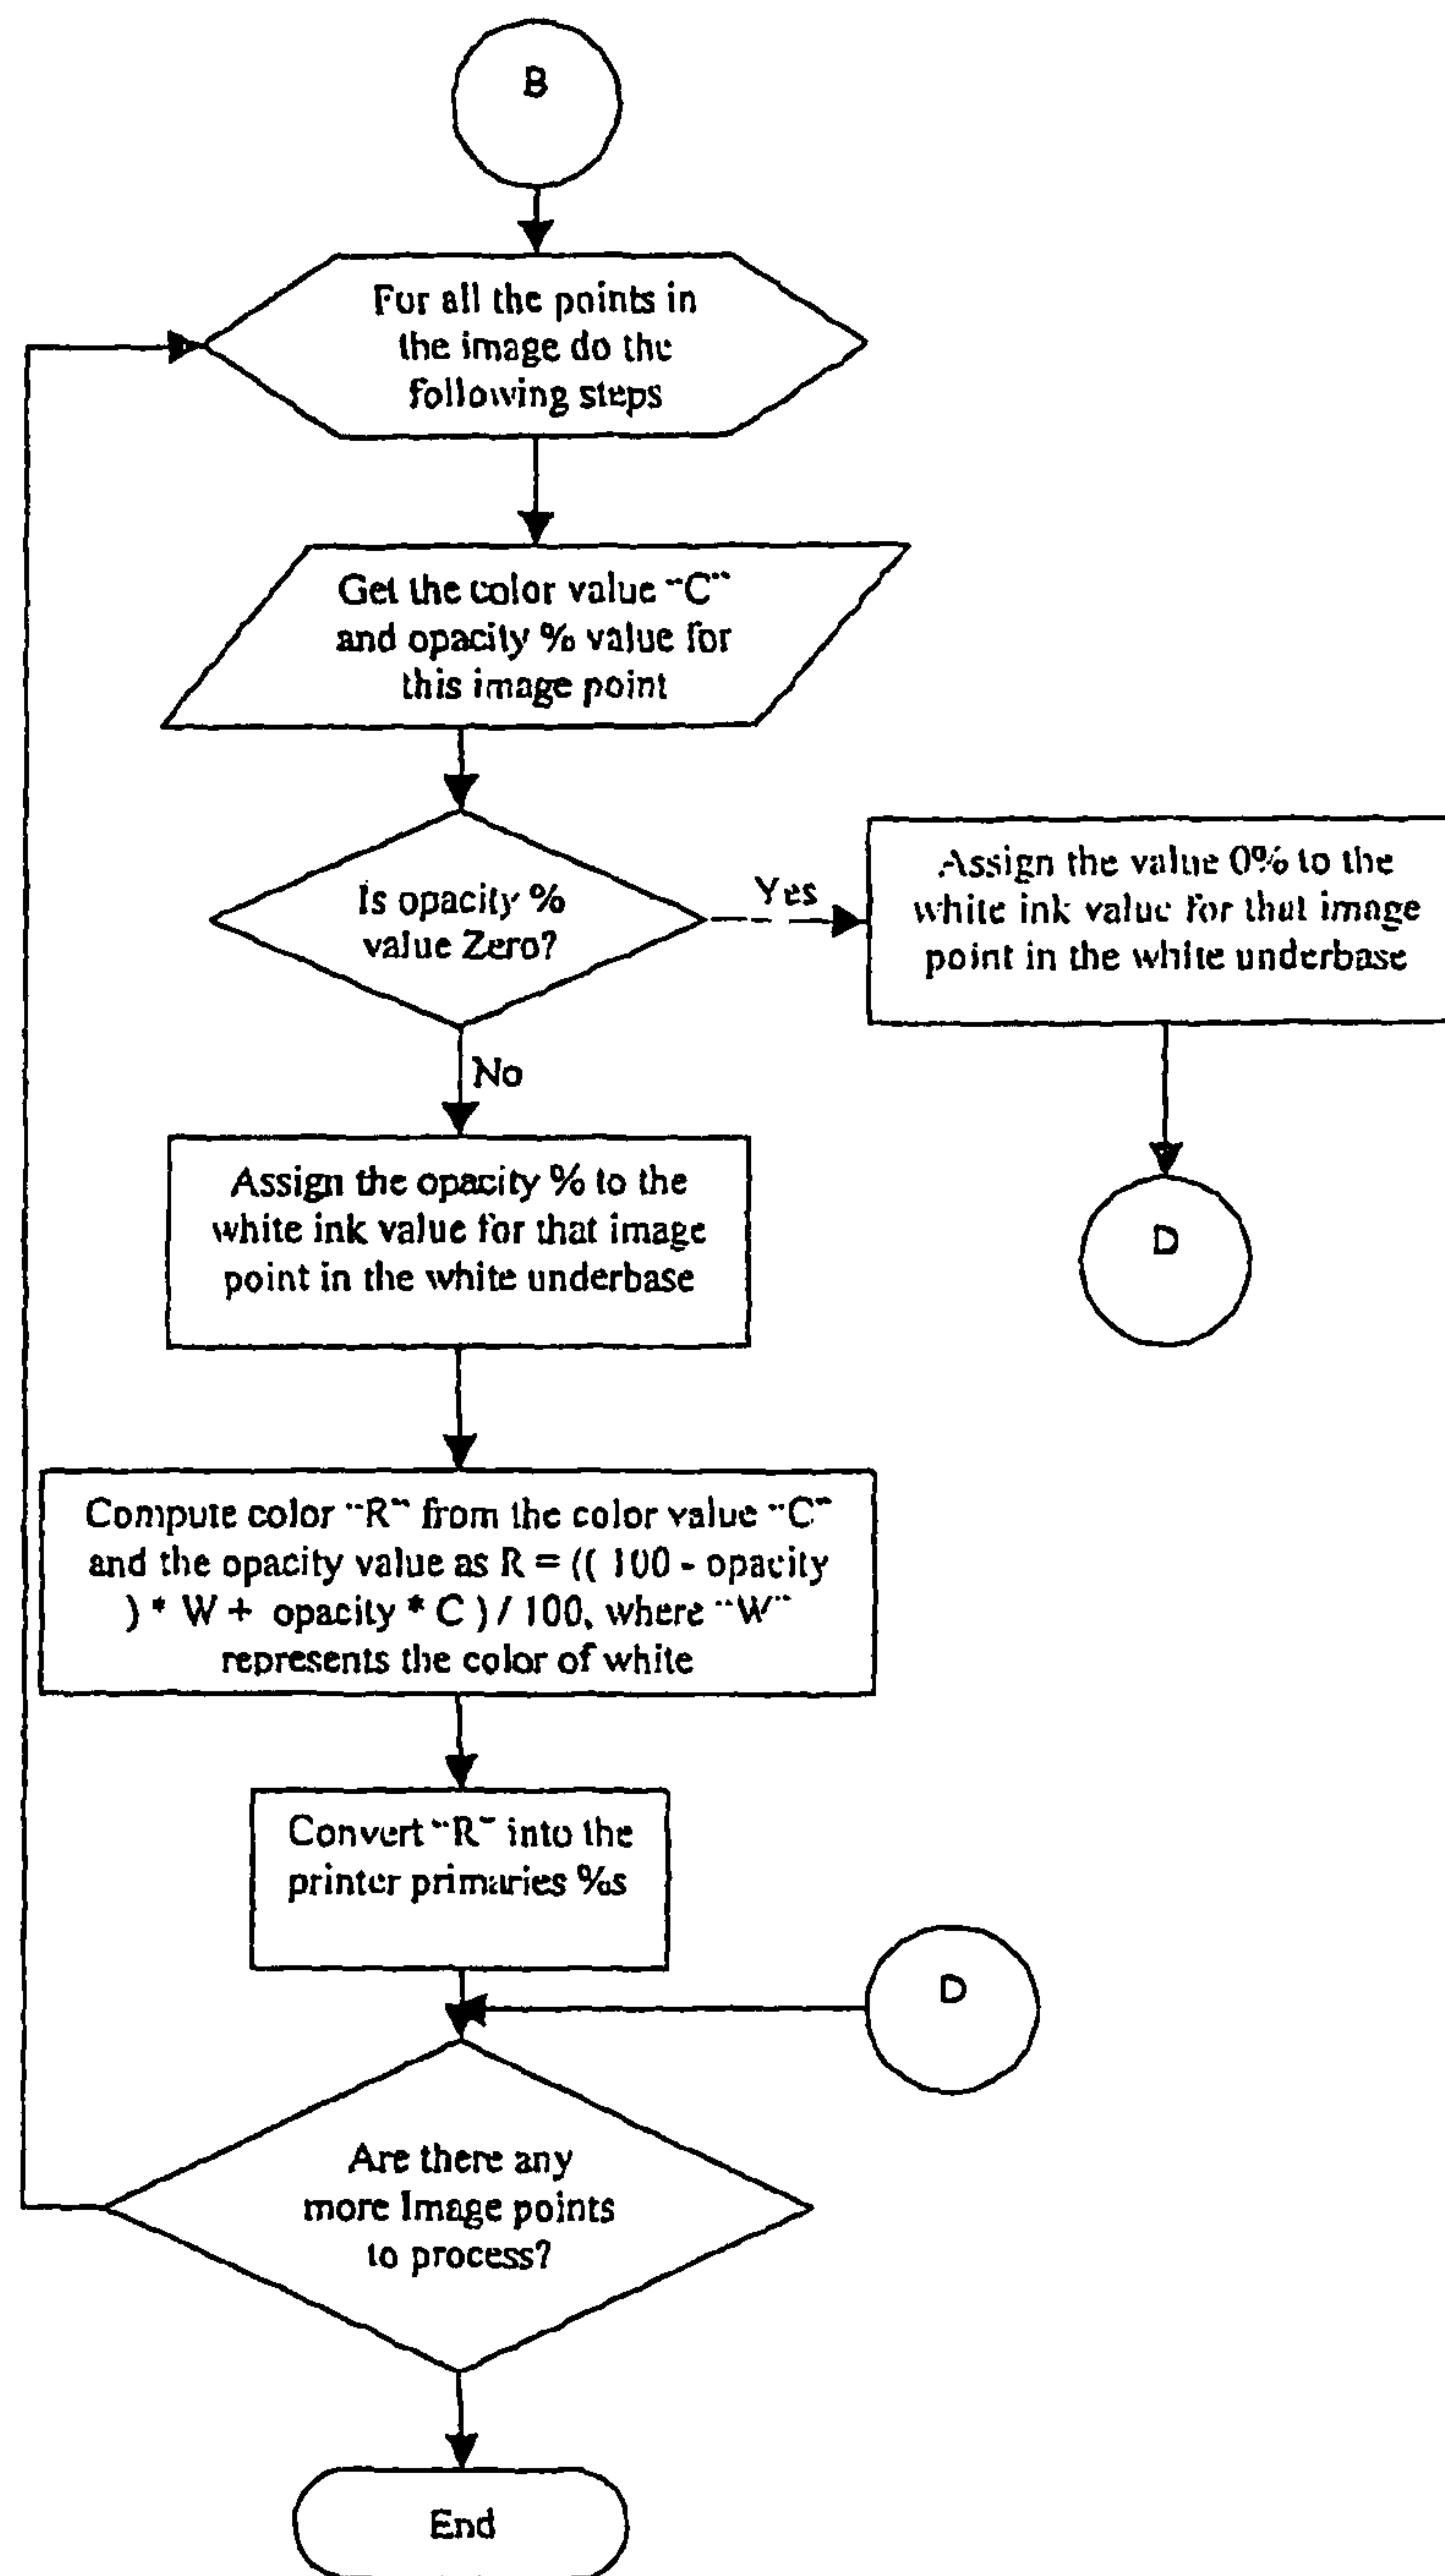 B
For all the points in
the image do the
following steps
Get the color value "C"
and opacity % value for
this image point
Is opacity %
value Zero?
Yes
Assign the value 0% to the
white ink value for that image
point in the white underbase
No
Assign the opacity % to the
white ink value for that image
point in the white underbase
D
Compute color "R" from the color value "C"
and the opacity value as R = (( 100 - opacity
) * W + opacity * C ) / 100, where "W"
represents the color of white
Convert "R" into the
printer primaries %s
D
Are there any
more Image points
to process?
End